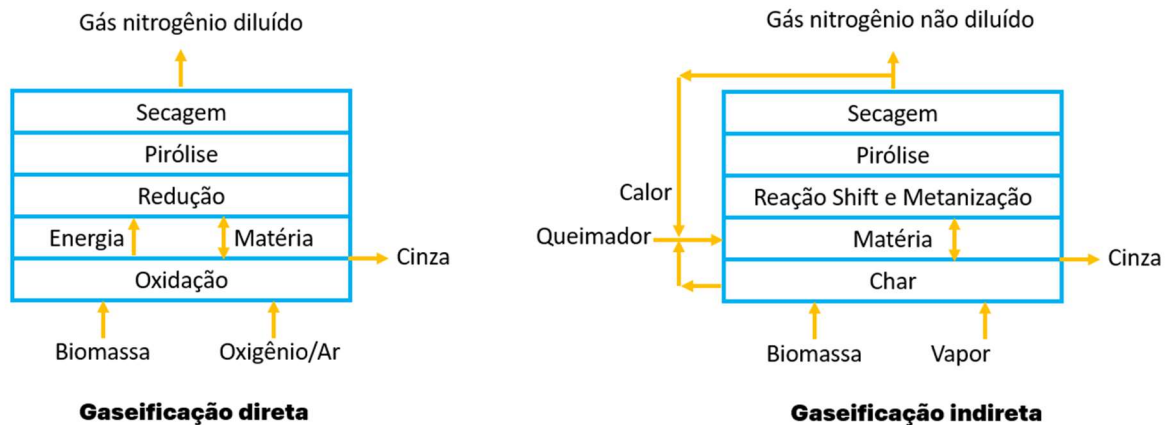 Gás nitrogênio diluído
Secagem
Pirólise
Redução
Energia
Matéria
Cinza
Oxidação
Biomassa
Oxigênio/Ar
Gaseificação direta
Gás nitrogênio não diluído
Secagem
Pirólise
Calor
Reação Shift e Metanização
Queimador
Matéria
Cinza
Char
Biomassa
Vapor
Gaseificação indireta